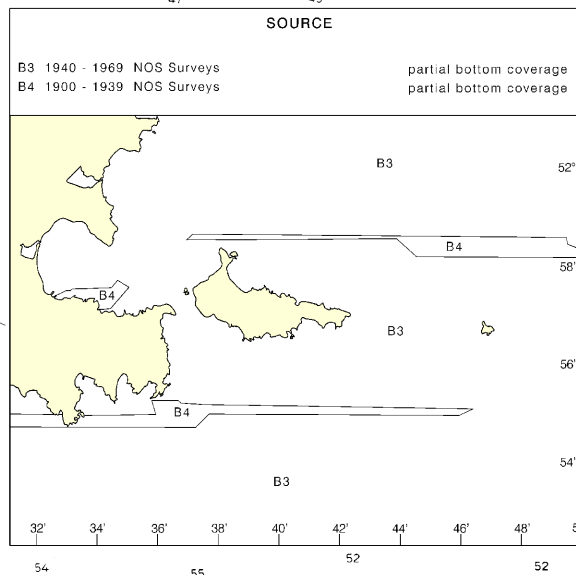 SOURCE
B3 1940 - 1969 NOS Surveys partial bottom coverage
B4 1900 - 1939 NOS Surveys partial bottom coverage
B3
52°
B4
58'
B4
B3
56'
B4
54'
B3
32' 34' 36' 38' 40' 42' 44' 46' 48'
54 55 52 52